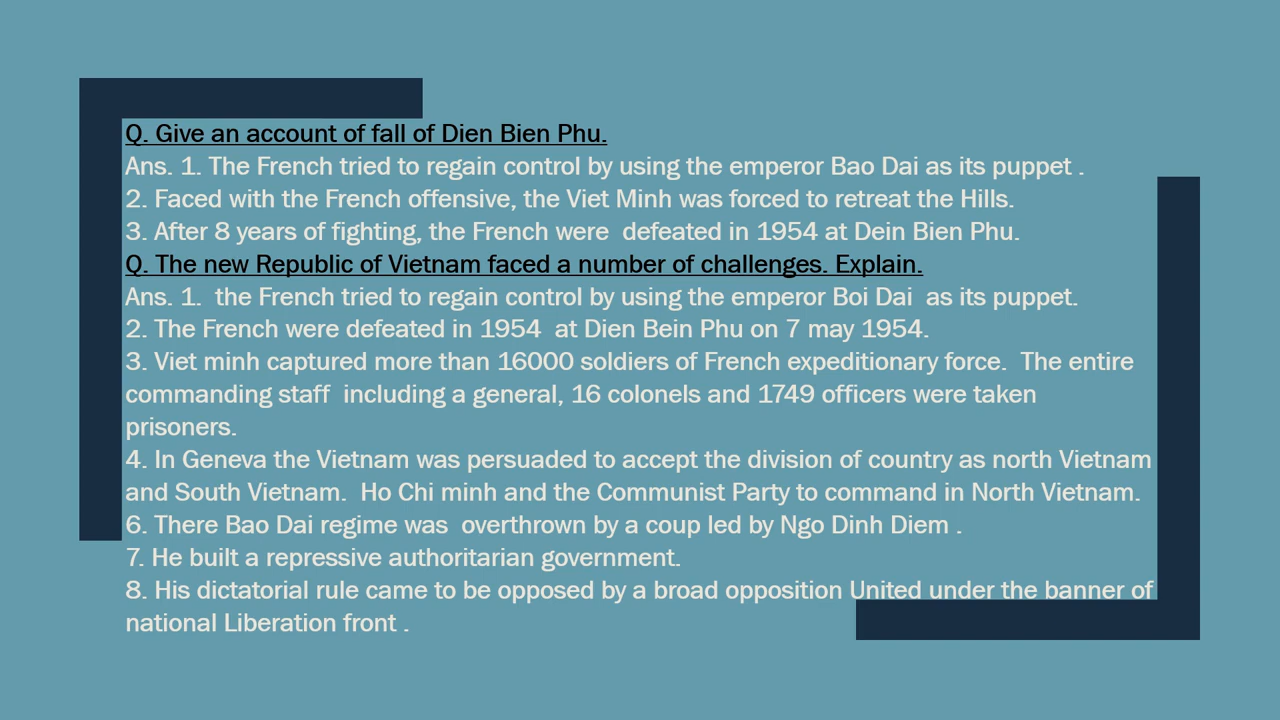 Q. Give an account of fall of Dien Bien Phu.
Ans. 1. The French tried to regain control by using the emperor Bao Dai as its puppet .
2. Faced with the French offensive, the Viet Minh was forced to retreat the Hills.
3. After 8 years of fighting, the French were  defeated in 1954 at Dein Bien Phu.
Q. The new Republic of Vietnam faced a number of challenges. Explain.
Ans. 1.  the French tried to regain control by using the emperor Boi Dai  as its puppet.
2. The French were defeated in 1954  at Dien Bein Phu on 7 may 1954.
3. Viet minh captured more than 16000 soldiers of French expeditionary force.  The entire
commanding staff  including a general, 16 colonels and 1749 officers were taken
prisoners.
4. In Geneva the Vietnam was persuaded to accept the division of country as north Vietnam
and South Vietnam.  Ho Chi minh and the Communist Party to command in North Vietnam.
6. There Bao Dai regime was  overthrown by a coup led by Ngo Dinh Diem .
7. He built a repressive authoritarian government.
8. His dictatorial rule came to be opposed by a broad opposition United under the banner of
national Liberation front .